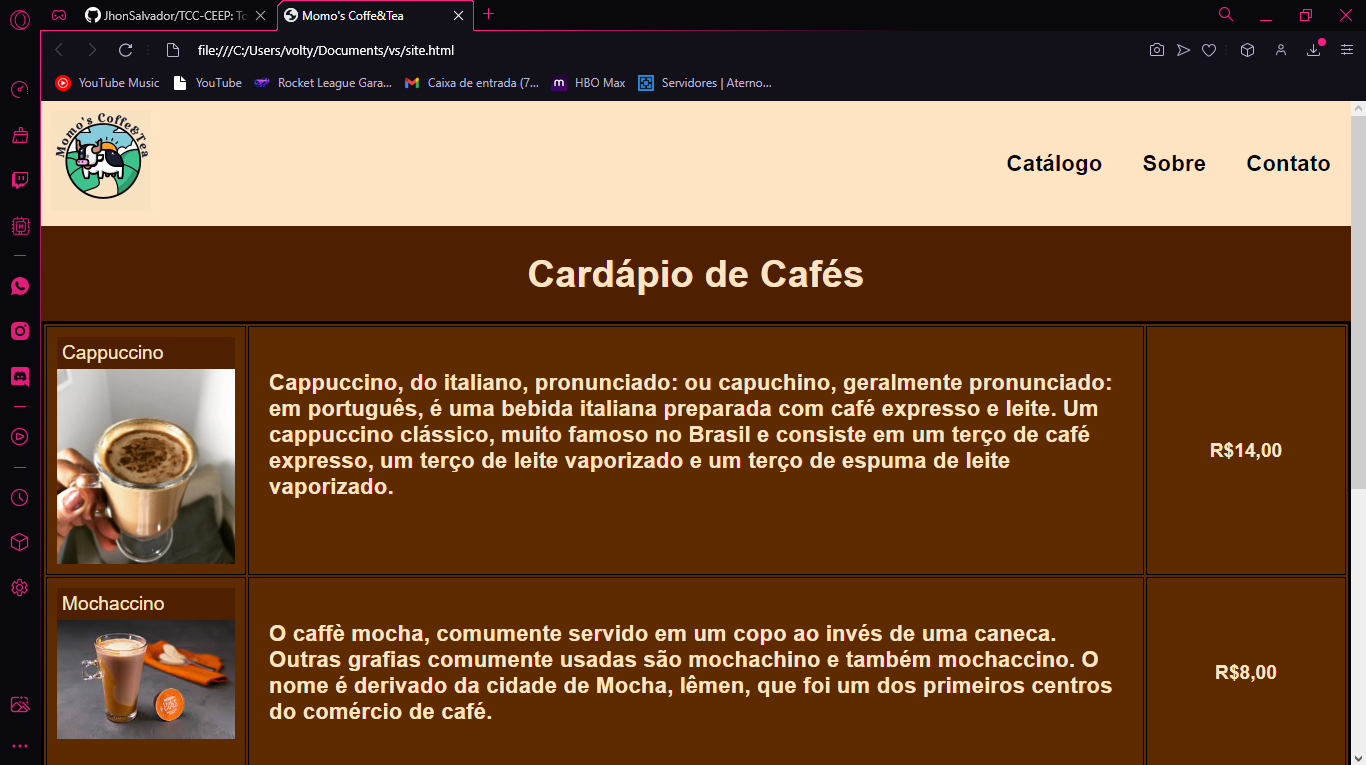 JhonSalvador/TCC-CEEP: To
Momo's Coffe&Tea
file:///C:/Users/volty/Documents/vs/site.html
YouTube Music
YouTube
Rocket League Gara...
Caixa de entrada (7...
m
HBO Max
Servidores | Aterno...
Momo's Coffe&Tea
Catálogo
Sobre
Contato
Cardápio de Cafés
Cappuccino
Cappuccino, do italiano, pronunciado: ou capuchino, geralmente pronunciado:
em português, é uma bebida italiana preparada com café expresso e leite. Um
cappuccino clássico, muito famoso no Brasil e consiste em um terço de café
expresso, um terço de leite vaporizado e um terço de espuma de leite
vaporizado.
R$14,00
Mochaccino
O caffè mocha, comumente servido em um copo ao invés de uma caneca.
Outras grafias comumente usadas são mochachino e também mochaccino. O
nome é derivado da cidade de Mocha, Iêmen, que foi um dos primeiros centros
do comércio de café.
R$8,00